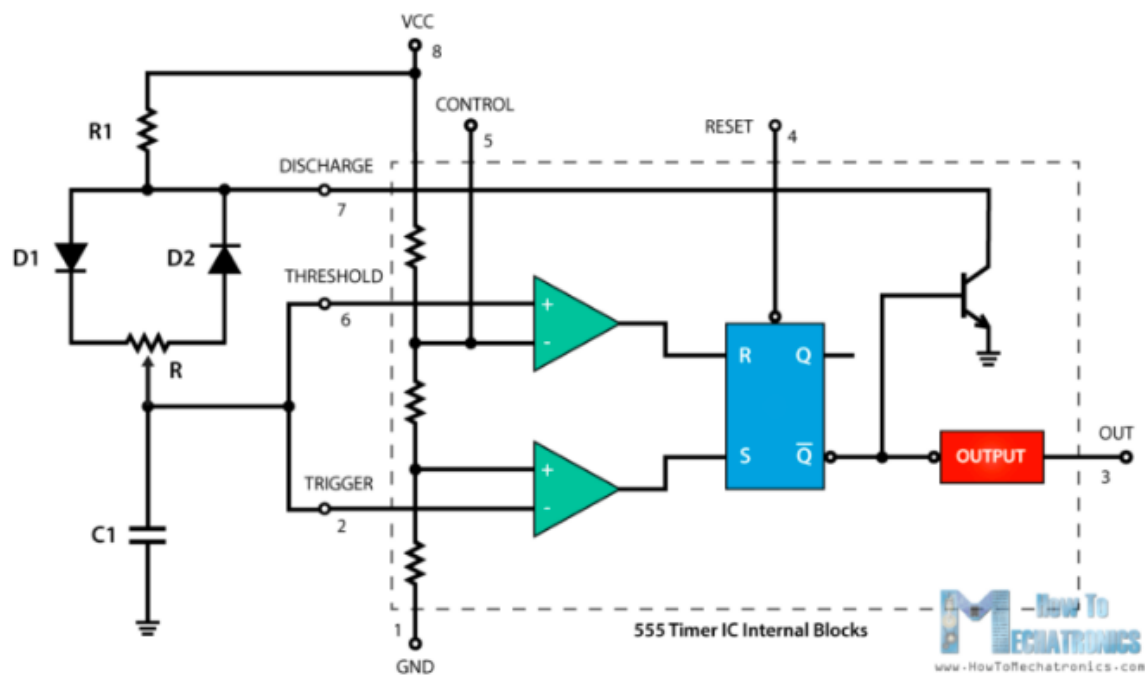 VCC
8
CONTROL
5
RESET
4
R1
DISCHARGE
7
D1
D2
THRESHOLD
6
+
-
R
Q
R
S
Q̅
OUTPUT
OUT
3
+
-
TRIGGER
2
C1
1
GND
555 Timer IC Internal Blocks
How To
MECHATRONICS
www.HowToMechatronics.com